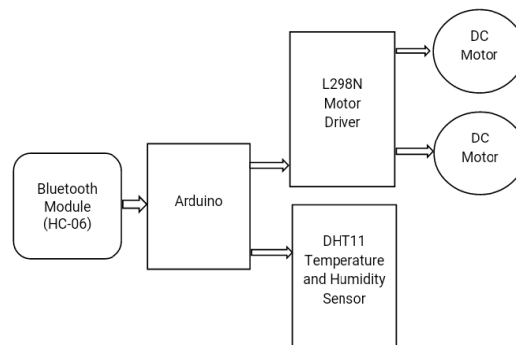 DC
Motor
L298N
Motor
Driver
DC
Motor
Bluetooth
Module
(HC-06)
Arduino
DHT11
Temperature
and Humidity
Sensor